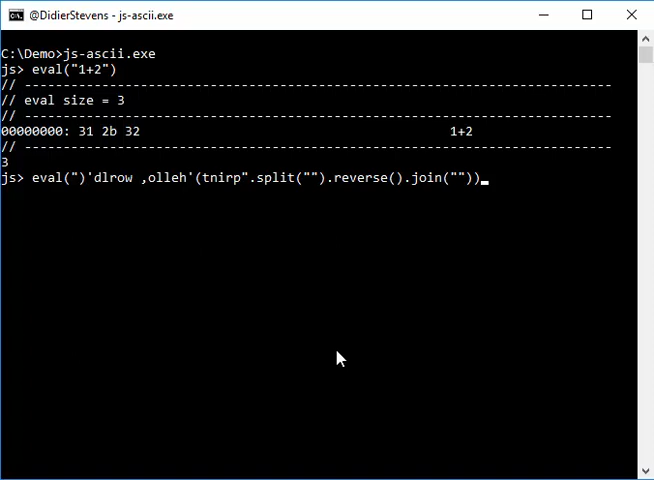 @DidierStevens - js-ascii.exe
C:\Demo>js-ascii.exe
js> eval("1+2")
// ---------------------------------------------------------------------------
// eval size = 3
// ---------------------------------------------------------------------------
00000000: 31 2b 32 1+2
// ---------------------------------------------------------------------------
3
js> eval(")'dlrow ,olleh'(tnirp".split("").reverse().join(""))